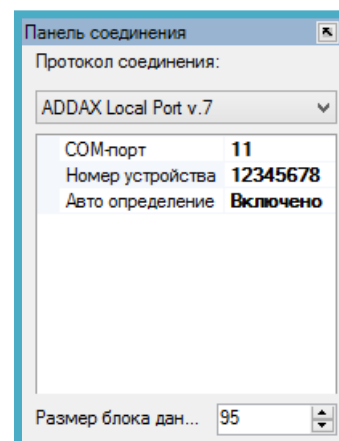 Панель соединения
Протокол соединения:
ADDAX Local Port v.7
COM-порт 11
Номер устройства 12345678
Авто определение Включено
Размер блока дан... 95